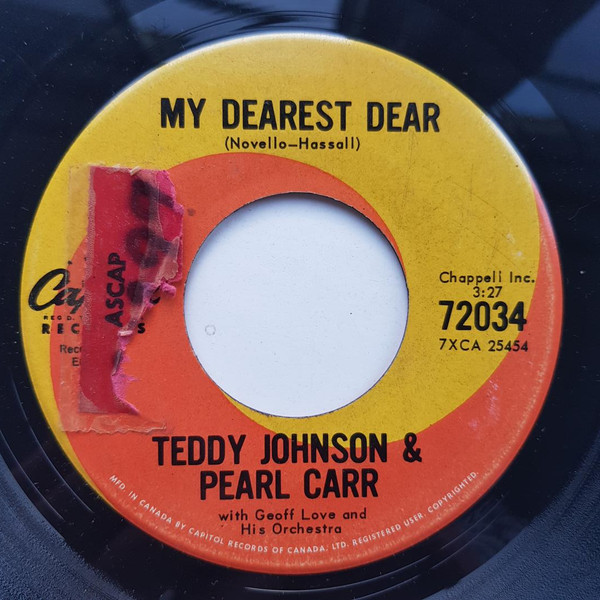 MY DEAREST DEAR
(Novello—Hassall)
ASCAP
RECORDS
Chappell Inc.
3:27
72034
7XCA 25454
TEDDY JOHNSON &
PEARL CARR
with Geoff Love and
His Orchestra
MFD. IN CANADA BY CAPITOL RECORDS OF CANADA, LTD. REGISTERED USER. COPYRIGHTED.